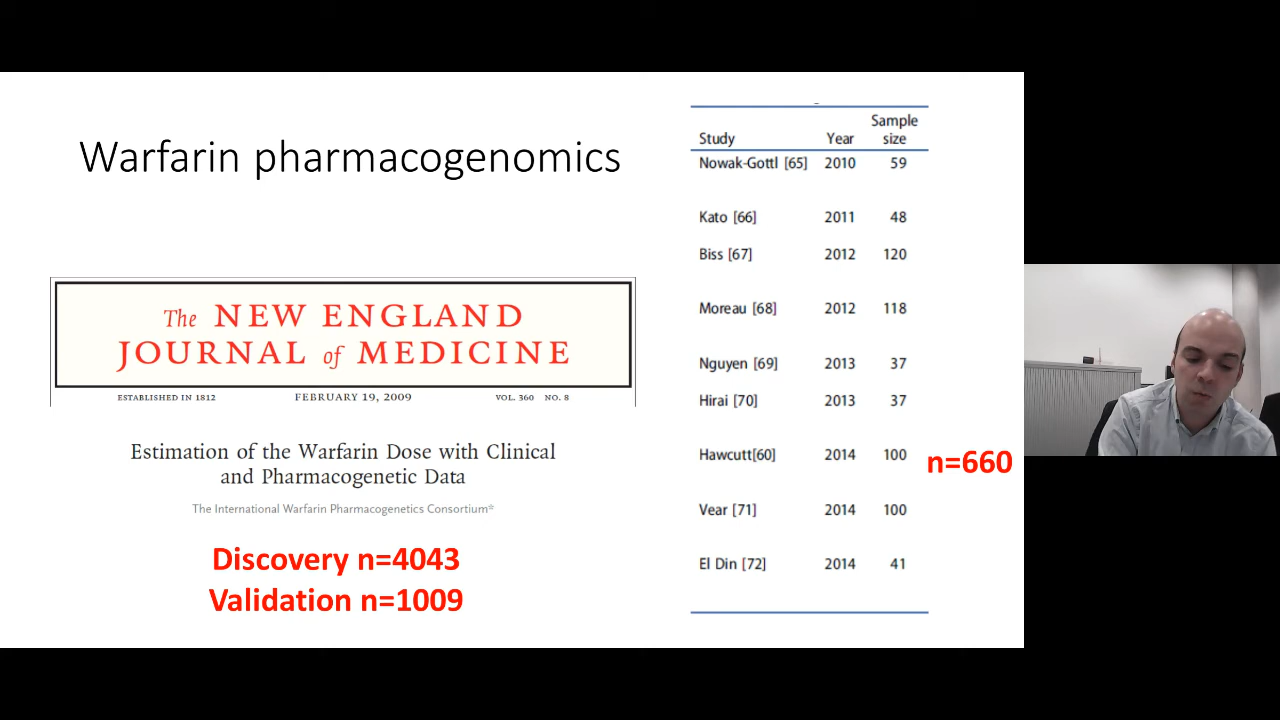 Warfarin pharmacogenomics
The NEW ENGLAND
JOURNAL of MEDICINE
ESTABLISHED IN 1812 FEBRUARY 19, 2009 VOL. 360 NO. 8
Estimation of the Warfarin Dose with Clinical
and Pharmacogenetic Data
The International Warfarin Pharmacogenetics Consortium*
Discovery n=4043
Validation n=1009
Sample
Study Year size
Nowak-Gottl [65] 2010 59
Kato [66] 2011 48
Biss [67] 2012 120
Moreau [68] 2012 118
Nguyen [69] 2013 37
Hirai [70] 2013 37
Hawcutt[60] 2014 100
n=660
Vear [71] 2014 100
El Din [72] 2014 41